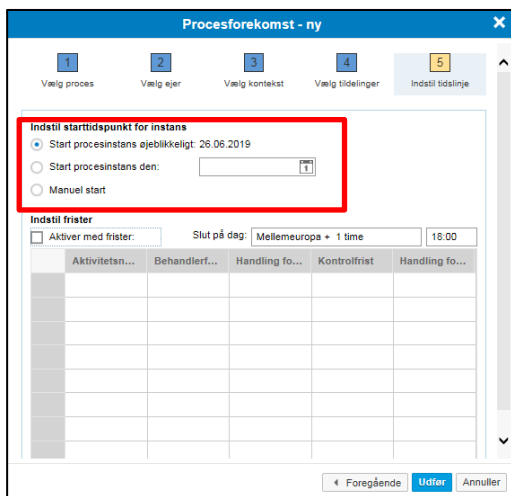 Procesforekomst - ny
1 2 3 4 5
Vælg proces Vælg ejer Vælg kontekst Vælg tildelinger Indstil tidslinje
Indstil starttidspunkt for instans
Start procesinstans øjeblikkeligt: 26.06.2019
Start procesinstans den: 1
Manuel start
Indstil frister
Aktiver med frister: Slut på dag: Mellemeuropa + 1 time 18:00
Aktivitetsn... Behandlerf... Handling fo... Kontrolfrist Handling fo...
Foregående Udfør Annuller